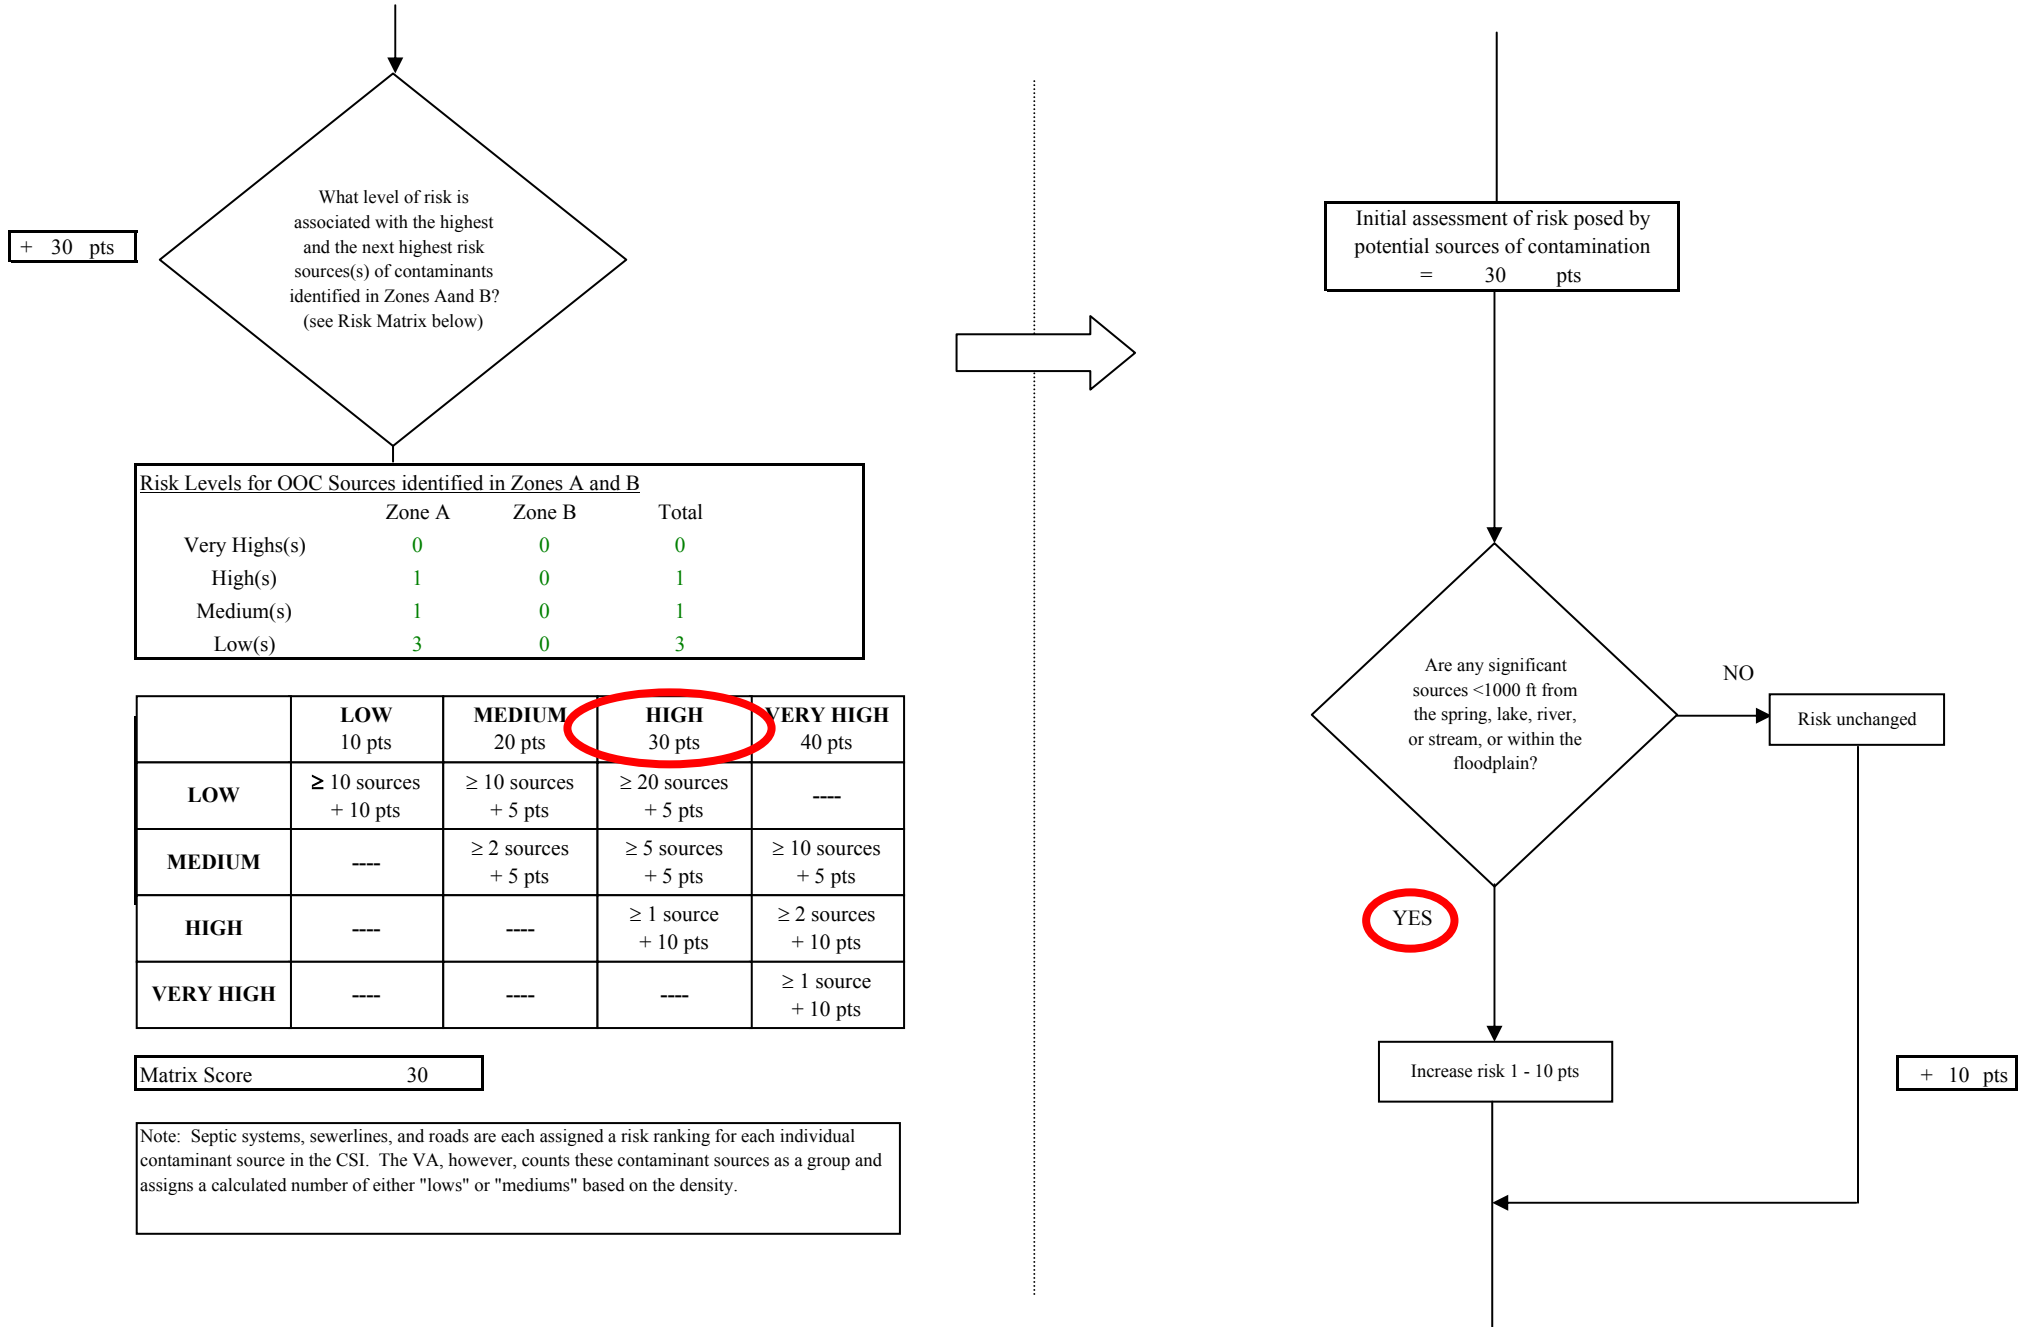 What level of risk is
associated with the highest
and the next highest risk
sources(s) of contaminants
identified in Zones Aand B?
(see Risk Matrix below)
+ 30 pts
Risk Levels for OOC Sources identified in Zones A and B
Zone A Zone B Total
Very Highs(s) 0 0 0
High(s) 1 0 1
Medium(s) 1 0 1
Low(s) 3 0 3
LOW MEDIUM HIGH VERY HIGH
10 pts 20 pts 30 pts 40 pts
LOW ≥ 10 sources ≥ 10 sources ≥ 20 sources ----
+ 10 pts + 5 pts + 5 pts
MEDIUM ---- ≥ 2 sources ≥ 5 sources ≥ 10 sources
+ 5 pts + 5 pts + 5 pts
HIGH ---- ---- ≥ 1 source ≥ 2 sources
+ 10 pts + 10 pts
VERY HIGH ---- ---- ---- ≥ 1 source
+ 10 pts
Matrix Score 30
Note: Septic systems, sewerlines, and roads are each assigned a risk ranking for each individual
contaminant source in the CSI. The VA, however, counts these contaminant sources as a group and
assigns a calculated number of either "lows" or "mediums" based on the density.
Initial assessment of risk posed by
potential sources of contamination
= 30 pts
Are any significant
sources <1000 ft from
the spring, lake, river,
or stream, or within the
floodplain?
NO
Risk unchanged
YES
Increase risk 1 - 10 pts
+ 10 pts